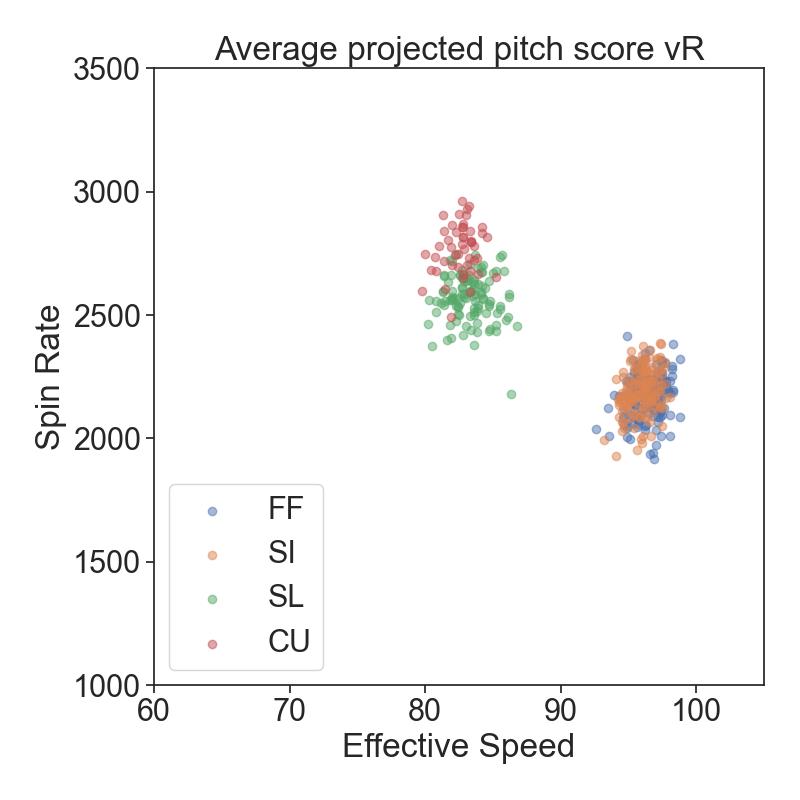 Average projected pitch score vR
3500
3000
2500
2000
1500
1000
Spin Rate
FF
SI
SL
CU
60 70 80 90 100
Effective Speed